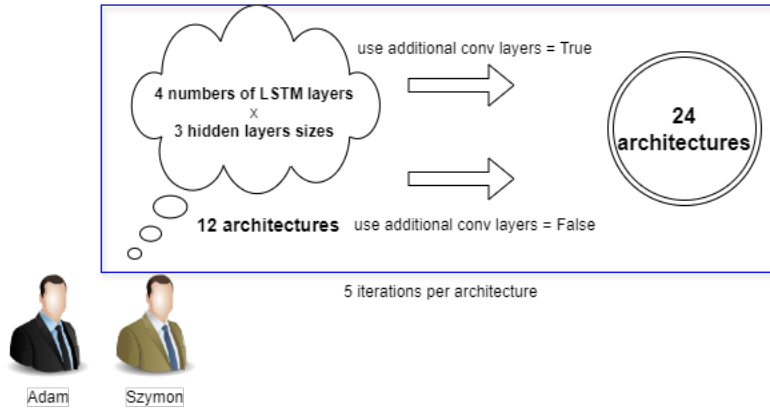 use additional conv layers = True
4 numbers of LSTM layers
x
3 hidden layers sizes
24
architectures
12 architectures
use additional conv layers = False
5 iterations per architecture
Adam
Szymon